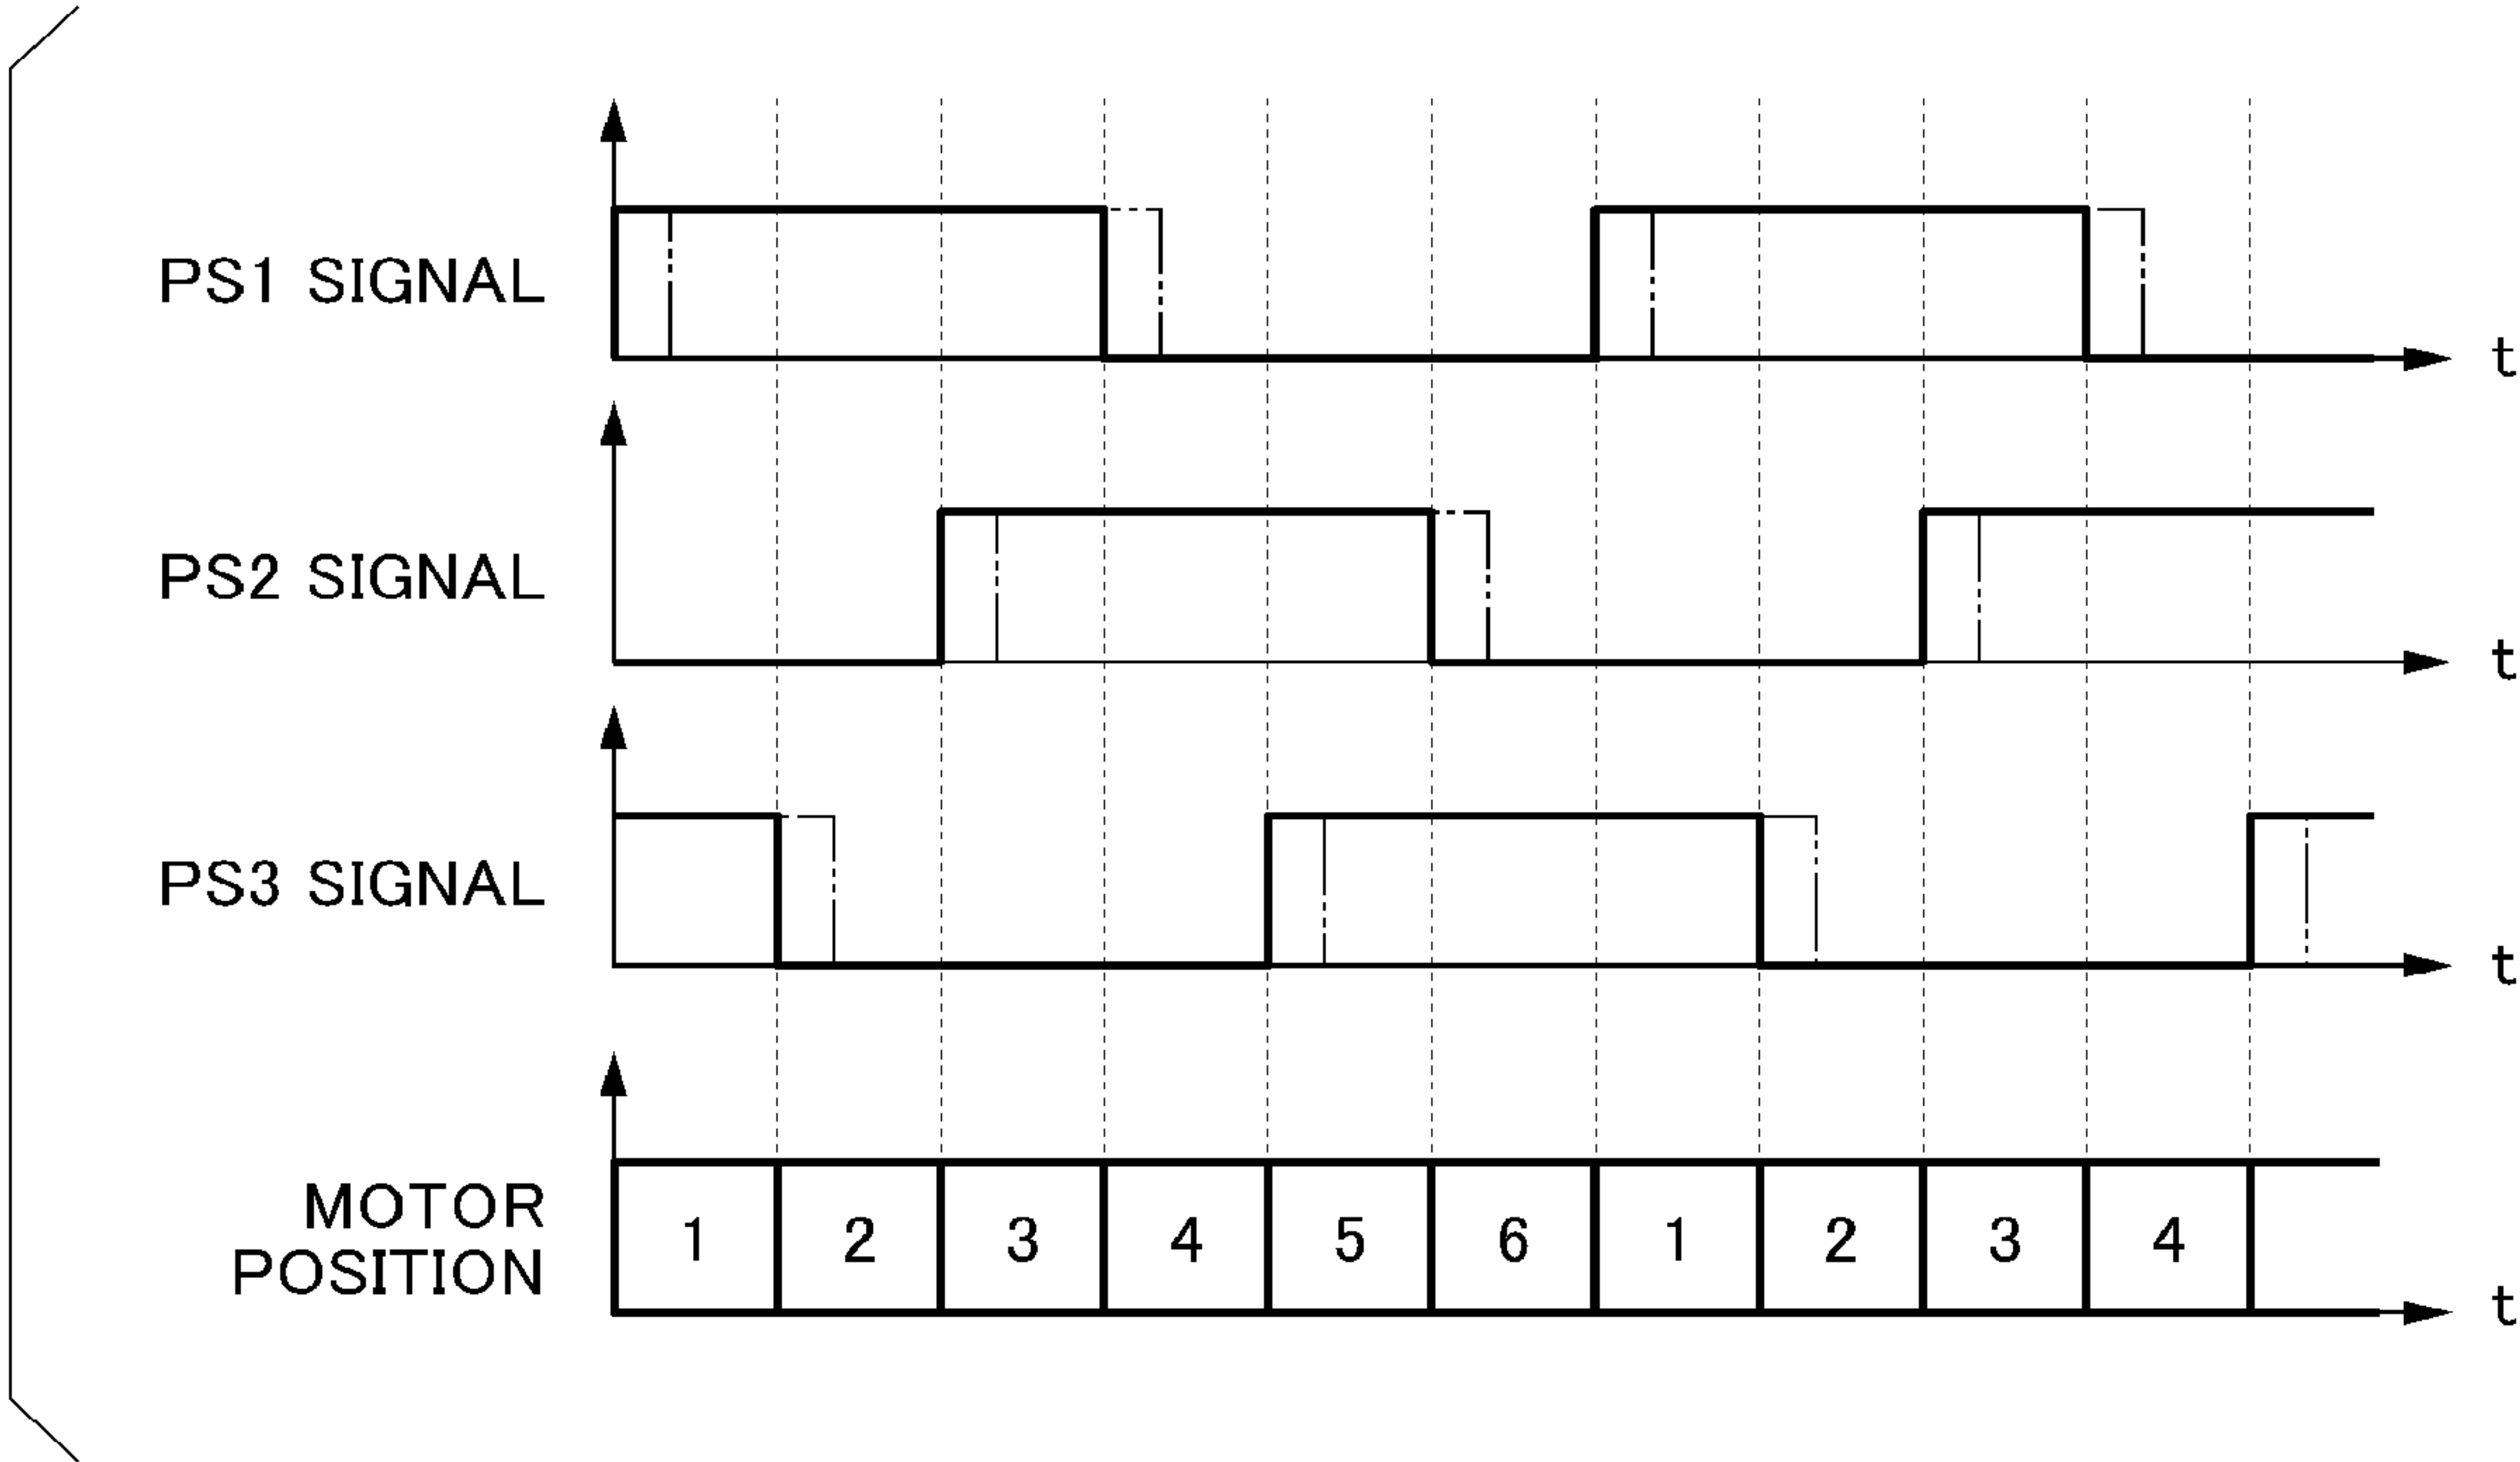 PS1 SIGNAL
t
PS2 SIGNAL
t
PS3 SIGNAL
t
MOTOR
POSITION
1 2 3 4 5 6 1 2 3 4
t